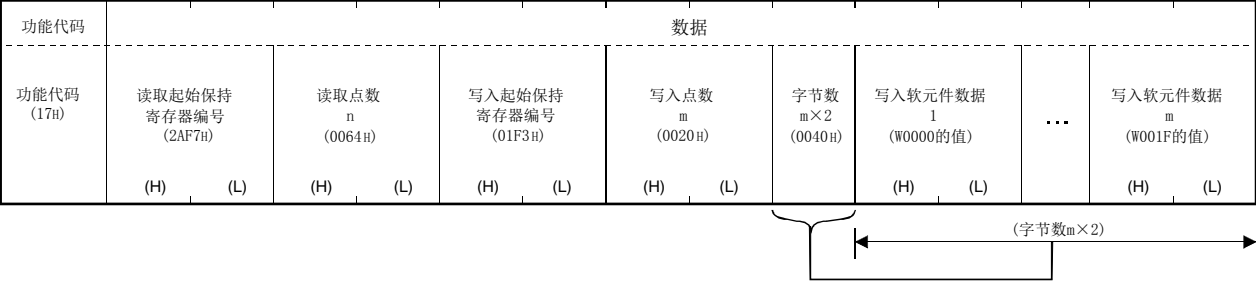 功能代码
数据
功能代码
(17H)
读取起始保持
寄存器编号
(2AF7H)
(H) (L)
读取点数
n
(0064H)
(H) (L)
写入起始保持
寄存器编号
(01F3H)
(H) (L)
写入点数
m
(0020H)
(H) (L)
字节数
m×2
(0040H)
写入软元件数据
1
(W0000的值)
(H) (L)
…
写入软元件数据
m
(W001F的值)
(H) (L)
(字节数m×2)